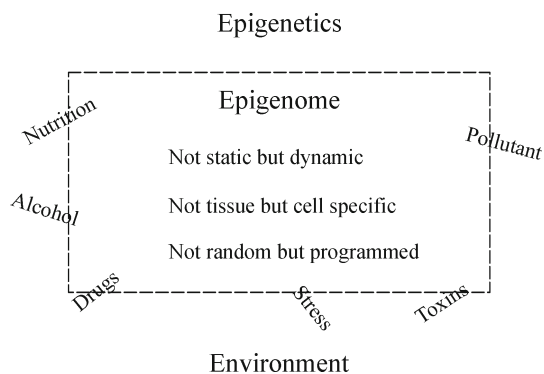 Epigenetics
Epigenome
Nutrition
Pollutant
Not static but dynamic
Alcohol
Not tissue but cell specific
Not random but programmed
Drugs
Stress
Toxins
Environment